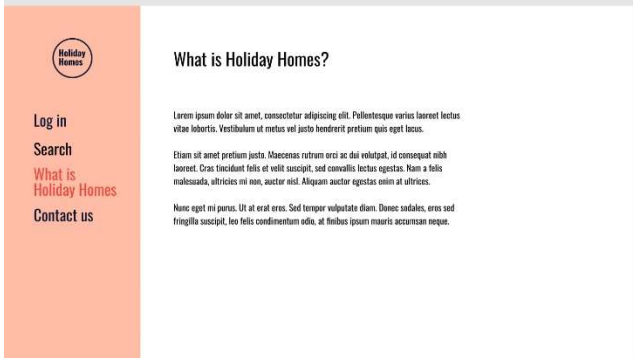 Holiday
Homes
Log in
Search
What is
Holiday Homes
Contact us
What is Holiday Homes?
Lorem ipsum dolor sit amet, consectetur adipiscing elit. Pellentesque varius laoreet lectus
vitae lobortis. Vestibulum ut metus vel justo hendrerit pretium quis eget lacus.
Etiam sit amet pretium justo. Maecenas rutrum orci ac dui volutpat, id consequat nibh
laoreet. Cras tincidunt felis et velit suscipit, sed convallis lectus egestas. Nam a felis
malesuada, ultricies mi non, auctor nisl. Aliquam auctor egestas enim at ultrices.
Nunc eget mi purus. Ut at erat eros. Sed tempor vulputate diam. Donec sodales, eros sed
fringilla suscipit, leo felis condimentum odio, at finibus ipsum mauris accumsan neque.